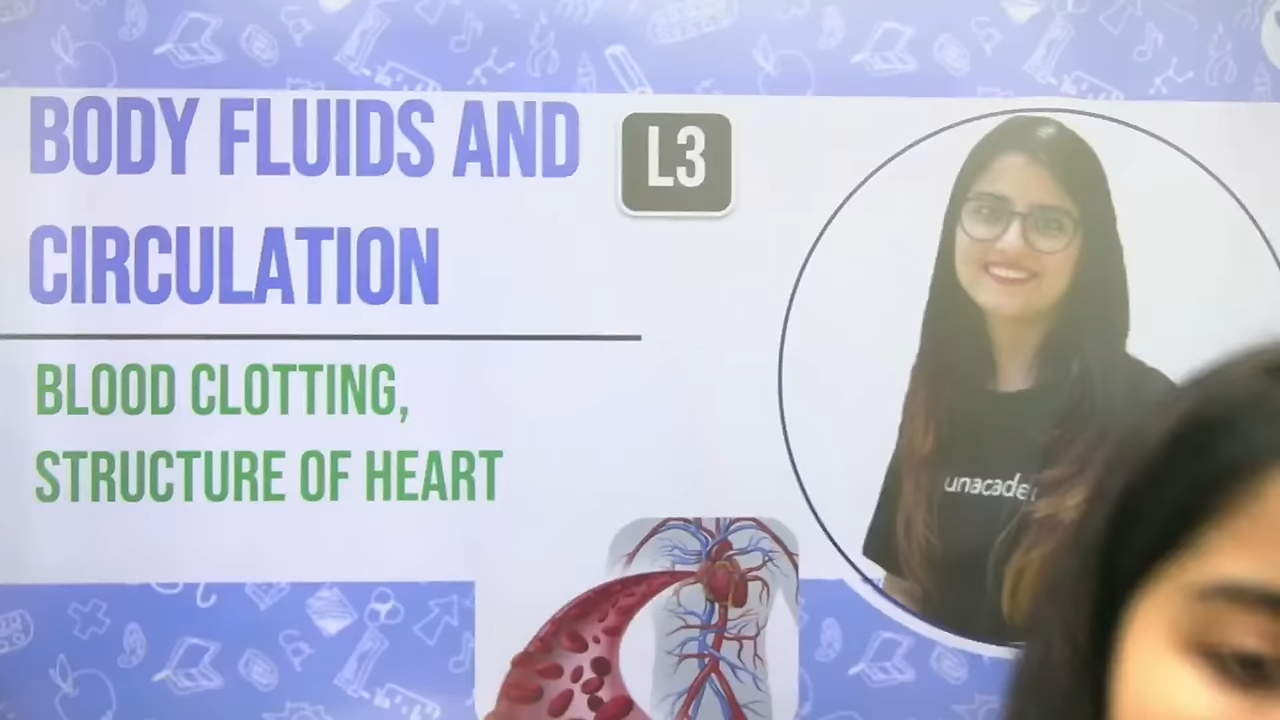 BODY FLUIDS AND
L3
CIRCULATION
BLOOD CLOTTING,
STRUCTURE OF HEART